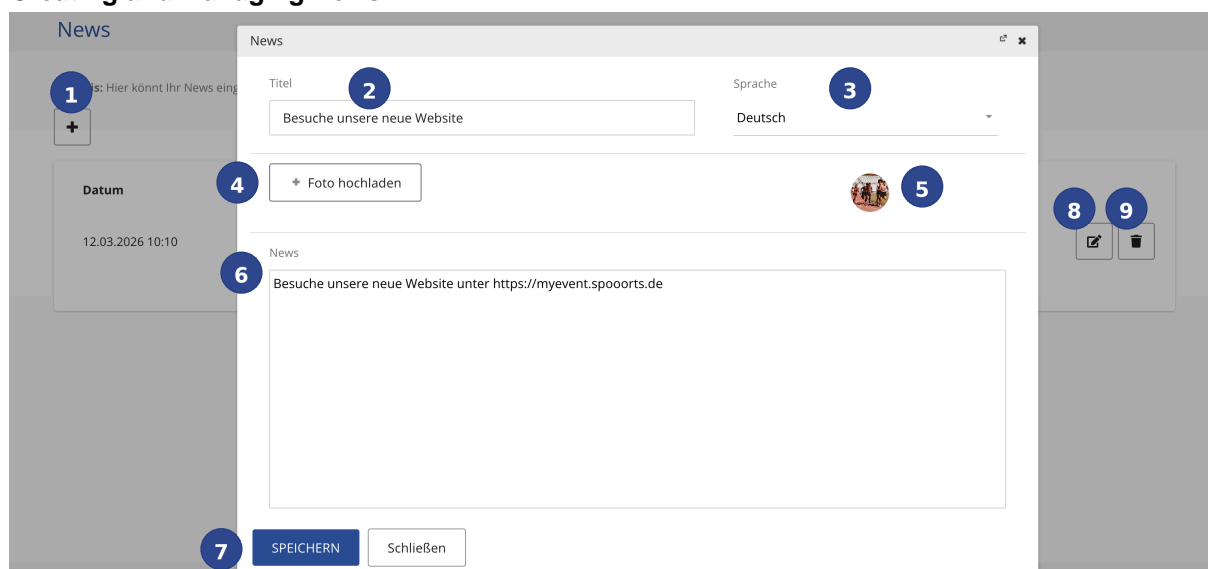 News
News
1
is: Hier könnt Ihr News eing
Titel
2
Sprache
3
Besuche unsere neue Website
Deutsch
4
Foto hochladen
5
Datum
8
9
12.03.2026 10:10
News
6
Besuche unsere neue Website unter https://myevent.spooorts.de
7
SPEICHERN
Schließen